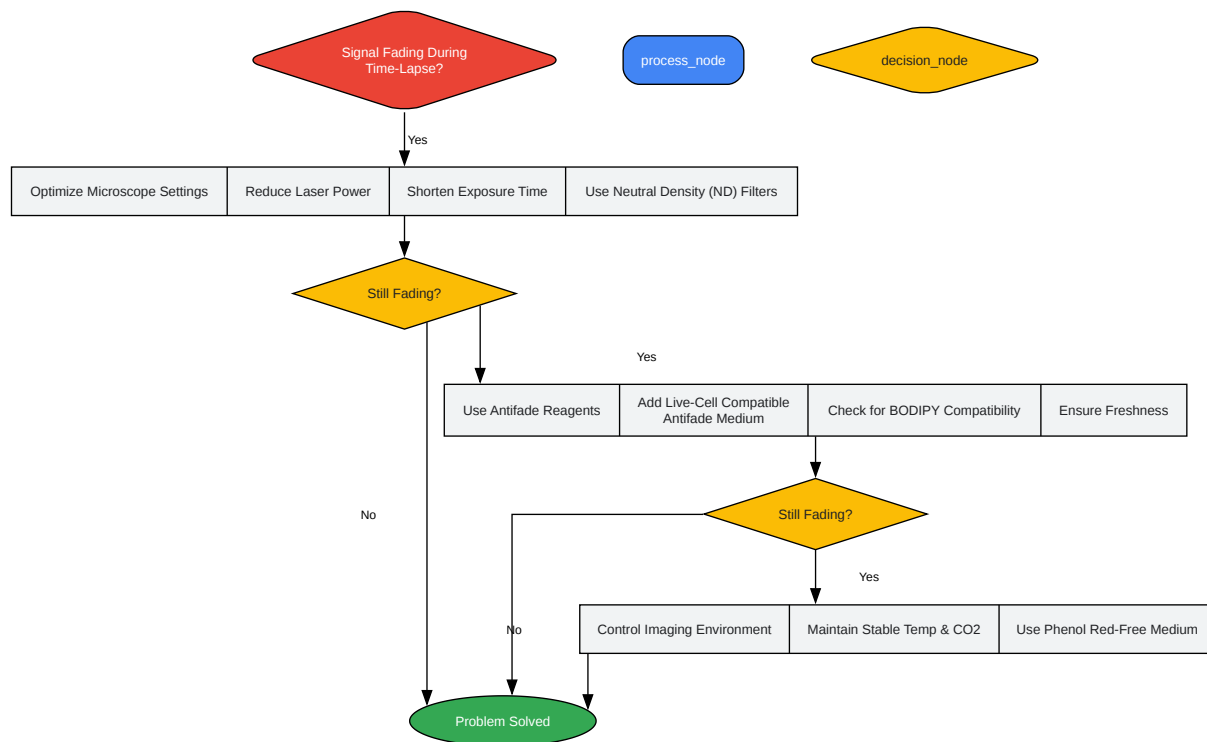 Signal Fading During
Time-Lapse?
process_node
decision_node
Yes
Optimize Microscope Settings
Reduce Laser Power
Shorten Exposure Time
Use Neutral Density (ND) Filters
Still Fading?
Yes
Use Antifade Reagents
Add Live-Cell Compatible
Antifade Medium
Check for BODIPY Compatibility
Ensure Freshness
No
Still Fading?
Yes
No
Control Imaging Environment
Maintain Stable Temp & CO2
Use Phenol Red-Free Medium
Problem Solved